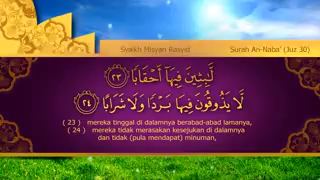 Syaikh Misyari Rasyid
Surah An-Naba' (Juz 30)
لَّٰبِثِينَ فِيهَآ أَحْقَابًا ٢٣
لَّا يَذُوقُونَ فِيهَا بَرْدًا وَلَا شَرَابًا ٢٤
( 23 ) mereka tinggal di dalamnya berabad-abad lamanya,
( 24 ) mereka tidak merasakan kesejukan di dalamnya
dan tidak (pula mendapat) minuman,